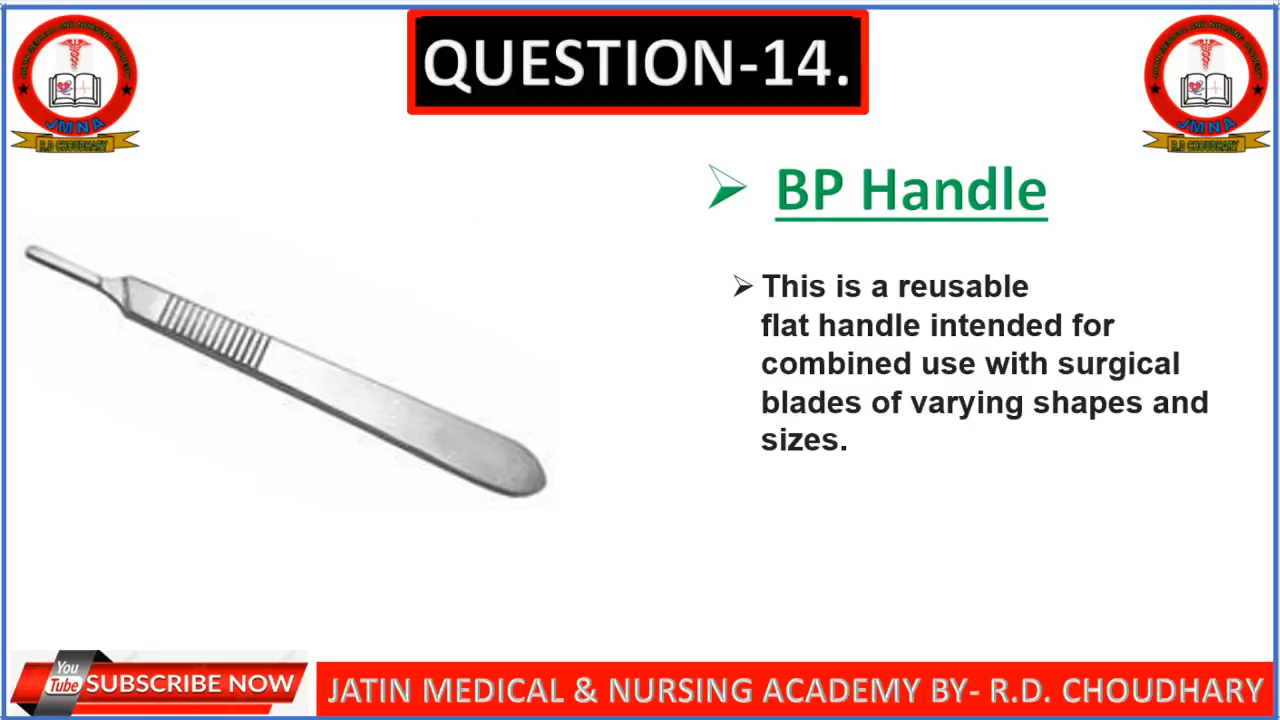 QUESTION-14.
JMNA
R.D CHOUDHARY
JMNA
R.D CHOUDHARY
➢ BP Handle
➢ This is a reusable
flat handle intended for
combined use with surgical
blades of varying shapes and
sizes.
You
Tube SUBSCRIBE NOW
JATIN MEDICAL & NURSING ACADEMY BY- R.D. CHOUDHARY